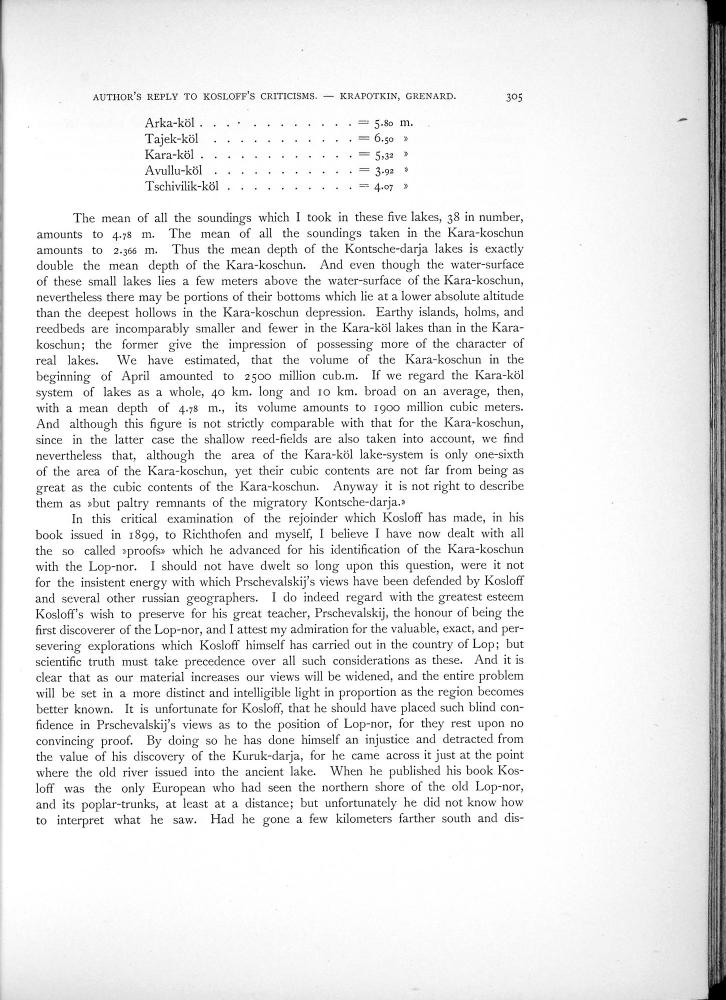 AUTHOR'S REPLY TO KOSLOFF'S CRITICISMS. — KRAPOTKIN, GRENARD. 305
Arka-köl . . . . . . . . . . . . = 5.80 m.
Tajek-köl . . . . . . . . . . . = 6.50 »
Kara-köl . . . . . . . . . . . . = 5,32 »
Avullu-köl . . . . . . . . . . . = 3.92 »
Tschivilik-köl . . . . . . . . . . = 4.07 »
The mean of all the soundings which I took in these five lakes, 38 in number,
amounts to 4.78 m. The mean of all the soundings taken in the Kara-koschun
amounts to 2.366 m. Thus the mean depth of the Kontsche-darja lakes is exactly
double the mean depth of the Kara-koschun. And even though the water-surface
of these small lakes lies a few meters above the water-surface of the Kara-koschun,
nevertheless there may be portions of their bottoms which lie at a lower absolute altitude
than the deepest hollows in the Kara-koschun depression. Earthy islands, holms, and
reedbeds are incomparably smaller and fewer in the Kara-köl lakes than in the Kara-
koschun; the former give the impression of possessing more of the character of
real lakes. We have estimated, that the volume of the Kara-koschun in the
beginning of April amounted to 2500 million cub.m. If we regard the Kara-köl
system of lakes as a whole, 40 km. long and 10 km. broad on an average, then,
with a mean depth of 4.78 m., its volume amounts to 1900 million cubic meters.
And although this figure is not strictly comparable with that for the Kara-koschun,
since in the latter case the shallow reed-fields are also taken into account, we find
nevertheless that, although the area of the Kara-köl lake-system is only one-sixth
of the area of the Kara-koschun, yet their cubic contents are not far from being as
great as the cubic contents of the Kara-koschun. Anyway it is not right to describe
them as »but paltry remnants of the migratory Kontsche-darja.»
In this critical examination of the rejoinder which Kosloff has made, in his
book issued in 1899, to Richthofen and myself, I believe I have now dealt with all
the so called »proofs» which he advanced for his identification of the Kara-koschun
with the Lop-nor. I should not have dwelt so long upon this question, were it not
for the insistent energy with which Prschevalskij's views have been defended by Kosloff
and several other russian geographers. I do indeed regard with the greatest esteem
Kosloff's wish to preserve for his great teacher, Prschevalskij, the honour of being the
first discoverer of the Lop-nor, and I attest my admiration for the valuable, exact, and per-
severing explorations which Kosloff himself has carried out in the country of Lop; but
scientific truth must take precedence over all such considerations as these. And it is
clear that as our material increases our views will be widened, and the entire problem
will be set in a more distinct and intelligible light in proportion as the region becomes
better known. It is unfortunate for Kosloff, that he should have placed such blind con-
fidence in Prschevalskij's views as to the position of Lop-nor, for they rest upon no
convincing proof. By doing so he has done himself an injustice and detracted from
the value of his discovery of the Kuruk-darja, for he came across it just at the point
where the old river issued into the ancient lake. When he published his book Kos-
loff was the only European who had seen the northern shore of the old Lop-nor,
and its poplar-trunks, at least at a distance; but unfortunately he did not know how
to interpret what he saw. Had he gone a few kilometers farther south and dis-